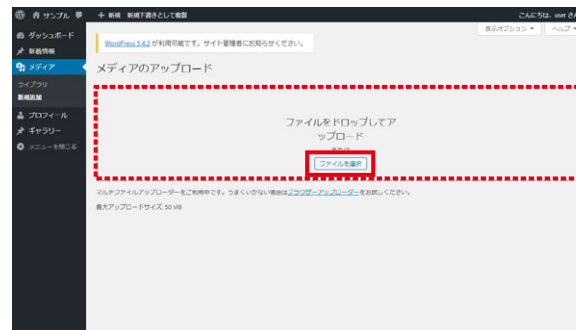 サンプル
＋ 新規 新規下書きとして複製
こんにちは、user さん
ダッシュボード
新着情報
メディア
ライブラリ
新規追加
プロフィール
ギャラリー
メニューを閉じる
表示オプション ▼
ヘルプ ▼
WordPress 5.4.2 が利用可能です。サイト管理者にお知らせください。
メディアのアップロード
ファイルをドロップしてア
ップロード
または
ファイルを選択
マルチファイルアップローダーをご利用中です。うまくいかない場合はブラウザーアップローダーをお試しください。
最大アップロードサイズ: 50 MB